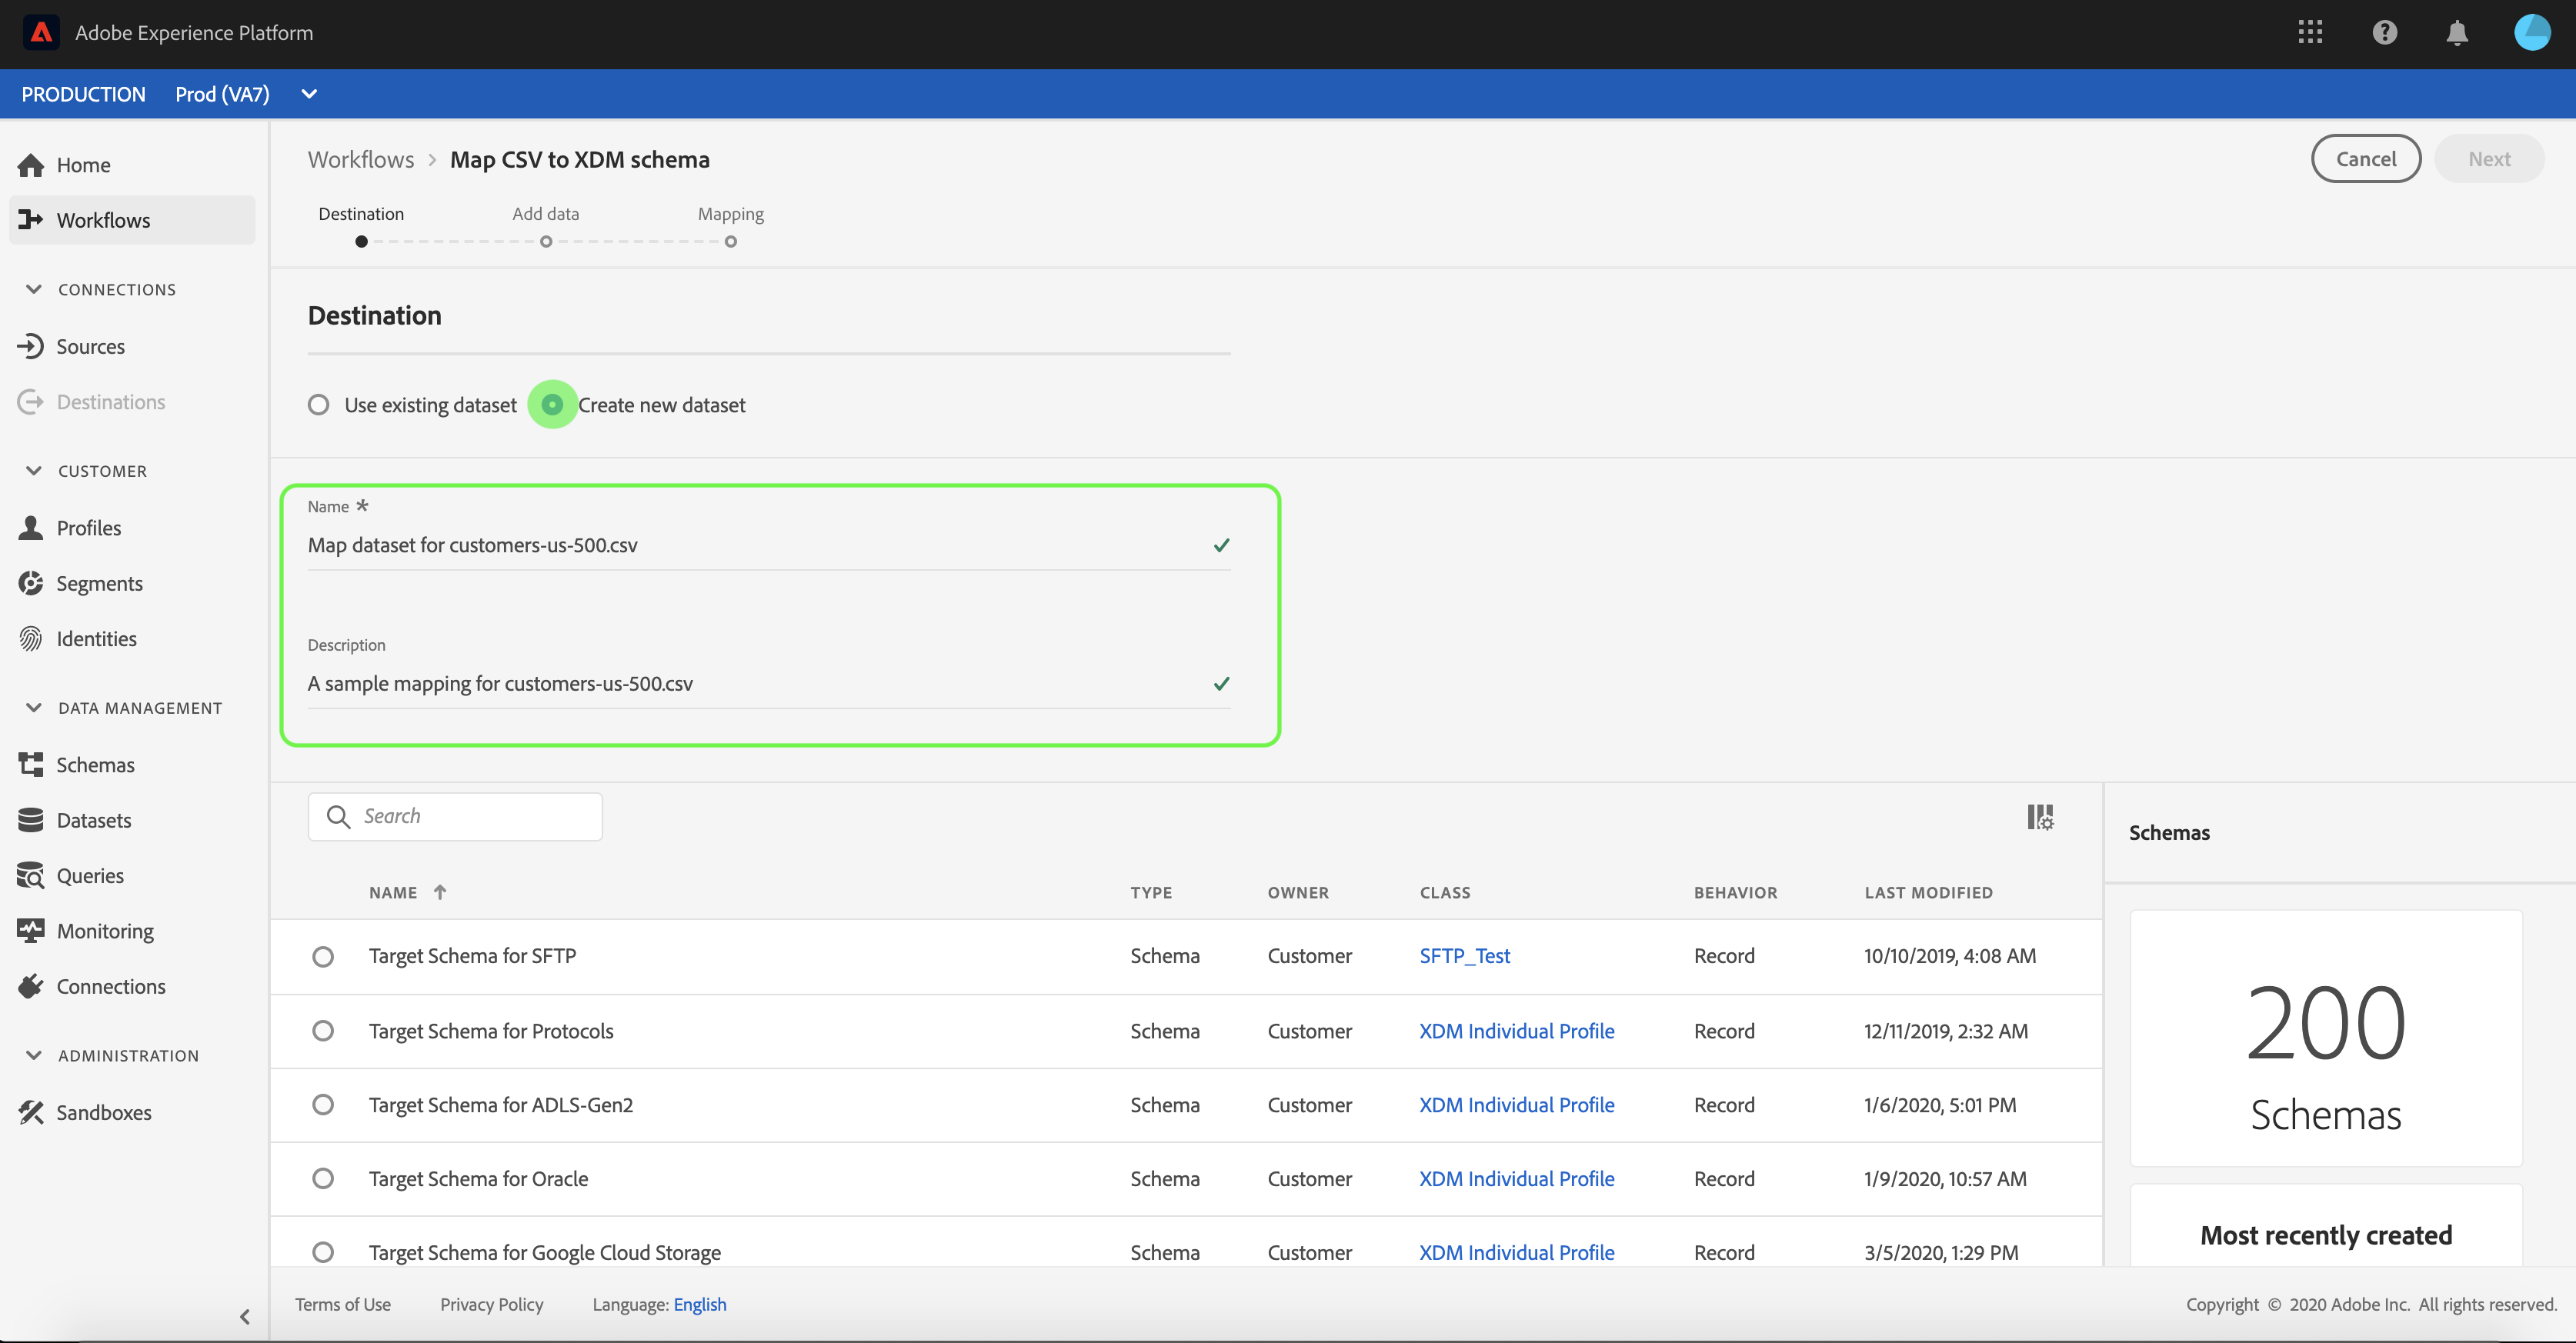 Adobe Experience Platform
PRODUCTION Prod (VA7)
Home
Workflows
CONNECTIONS
Sources
Destinations
CUSTOMER
Profiles
Segments
Identities
DATA MANAGEMENT
Schemas
Datasets
Queries
Monitoring
Connections
ADMINISTRATION
Sandboxes
Workflows > Map CSV to XDM schema
Cancel Next
Destination Add data Mapping
Destination
Use existing dataset Create new dataset
Name *
Map dataset for customers-us-500.csv
Description
A sample mapping for customers-us-500.csv
Search
NAME TYPE OWNER CLASS BEHAVIOR LAST MODIFIED
Target Schema for SFTP Schema Customer SFTP_Test Record 10/10/2019, 4:08 AM
Target Schema for Protocols Schema Customer XDM Individual Profile Record 12/11/2019, 2:32 AM
Target Schema for ADLS-Gen2 Schema Customer XDM Individual Profile Record 1/6/2020, 5:01 PM
Target Schema for Oracle Schema Customer XDM Individual Profile Record 1/9/2020, 10:57 AM
Target Schema for Google Cloud Storage Schema Customer XDM Individual Profile Record 3/5/2020, 1:29 PM
Schemas
200
Schemas
Most recently created
Terms of Use Privacy Policy Language: English
Copyright © 2020 Adobe Inc. All rights reserved.